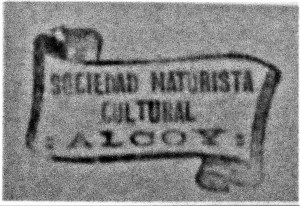 SOCIEDAD NATURISTA
CULTURAL
: ALCOY :